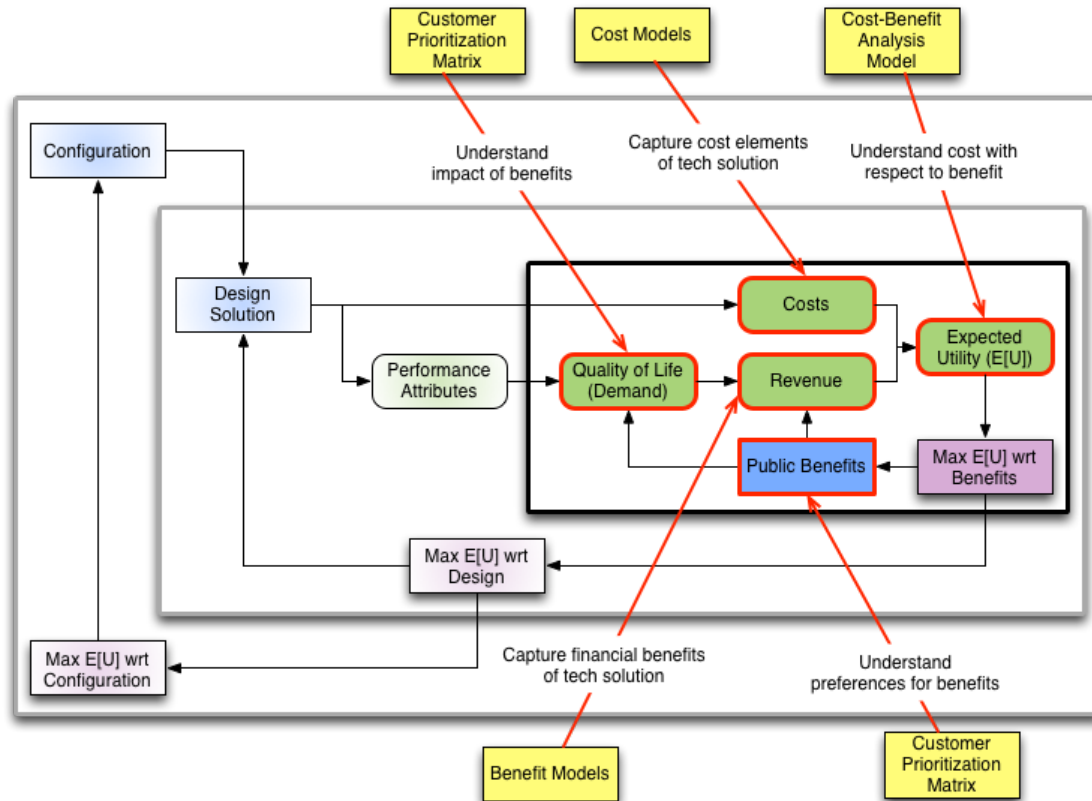 Customer
Prioritization
Matrix
Cost Models
Cost-Benefit
Analysis
Model
Configuration
Understand
impact of benefits
Capture cost elements
of tech solution
Understand cost with
respect to benefit
Design
Solution
Costs
Expected
Utility (E[U])
Performance
Attributes
Quality of Life
(Demand)
Revenue
Public Benefits
Max E[U] wrt
Benefits
Max E[U] wrt
Design
Max E[U] wrt
Configuration
Capture financial benefits
of tech solution
Understand
preferences for benefits
Benefit Models
Customer
Prioritization
Matrix